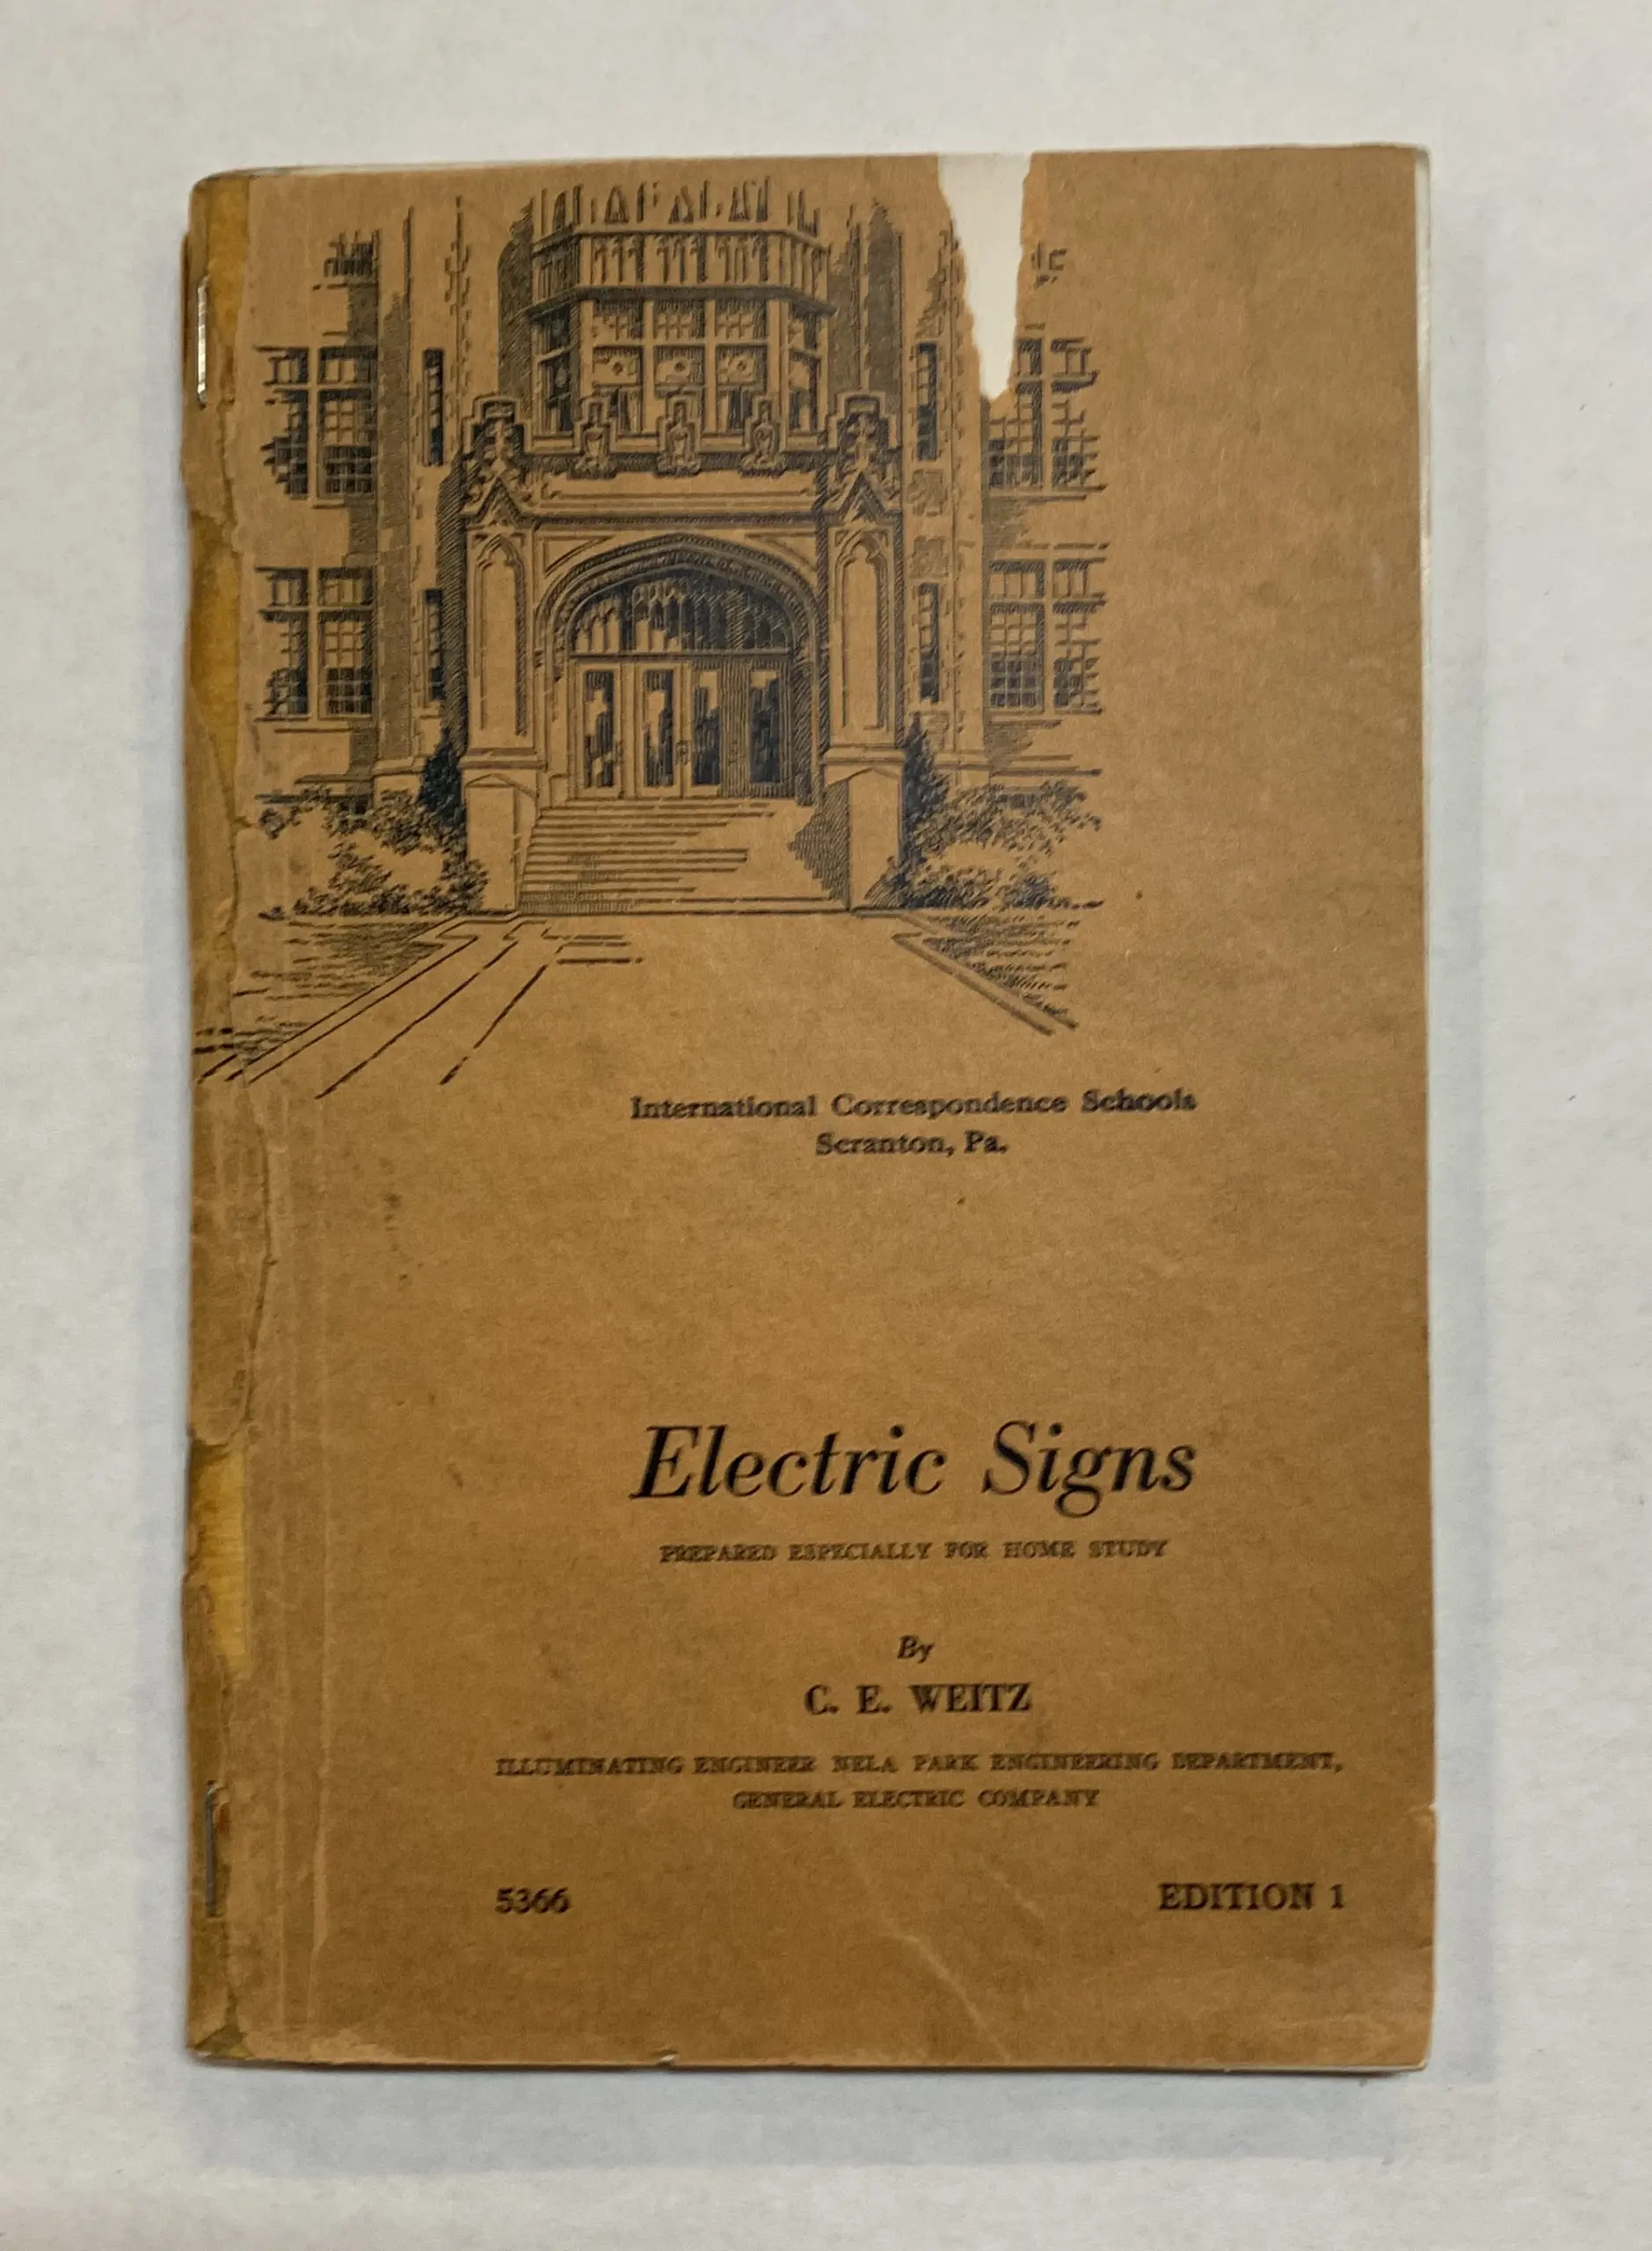 International Correspondence Schools
Scranton, Pa.
Electric Signs
PREPARED ESPECIALLY FOR HOME STUDY
By
C. E. WEITZ
ILLUMINATING ENGINEER NELA PARK ENGINEERING DEPARTMENT,
GENERAL ELECTRIC COMPANY
5366 EDITION 1